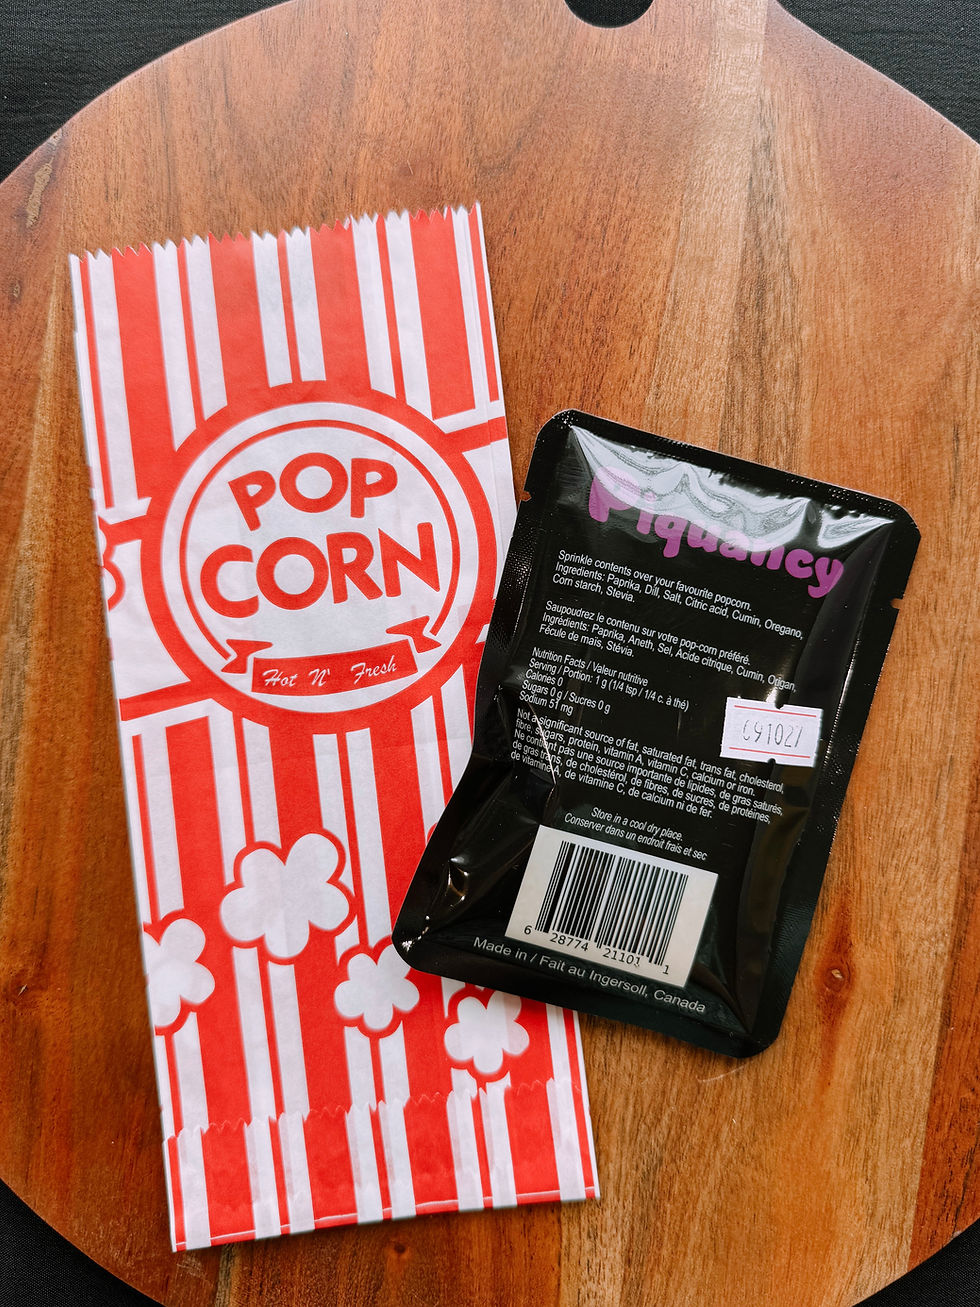 POP
CORN
Hot N' Fresh
Piquancy
Sprinkle contents over your favourite popcorn.
Ingredients: Paprika, Dill, Salt, Citric acid, Cumin, Oregano,
Corn starch, Stevia.
Saupoudrez le contenu sur votre pop-corn préféré.
Ingrédients: Paprika, Aneth, Sel, Acide citrique, Cumin, Origan,
Fécule de maïs, Stévia.
Nutrition Facts / Valeur nutritive
Serving / Portion: 1 g (1/4 tsp / 1/4 c. à thé)
Calories 0
Sugars 0 g / Sucres 0 g
Sodium 51 mg
Not a significant source of fat, saturated fat, trans fat, cholesterol,
fibre, sugars, protein, vitamin A, vitamin C, calcium or iron.
Ne contient pas une source importante de lipides, de gras saturés,
de gras trans, de cholestérol, de fibres, de sucres, de protéines,
de vitamine A, de vitamine C, de calcium ni de fer.
691027
Store in a cool dry place.
Conserver dans un endroit frais et sec
6 28774 21101 1
Made in / Fait au Ingersoll, Canada